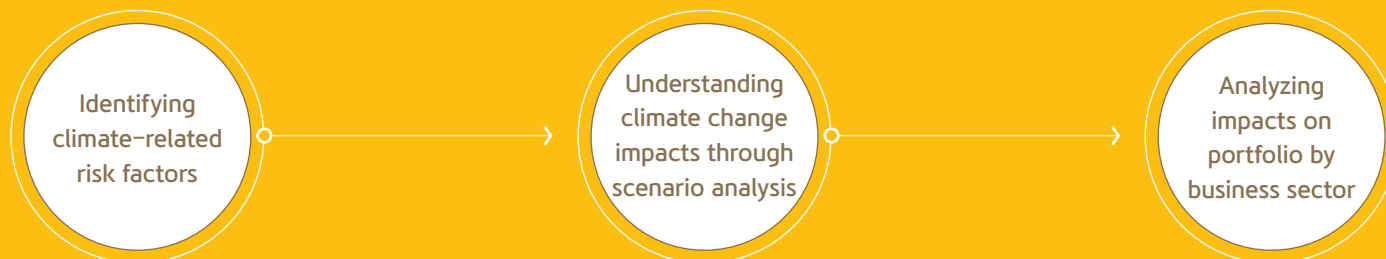 Identifying
climate-related
risk factors
Understanding
climate change
impacts through
scenario analysis
Analyzing
impacts on
portfolio by
business sector